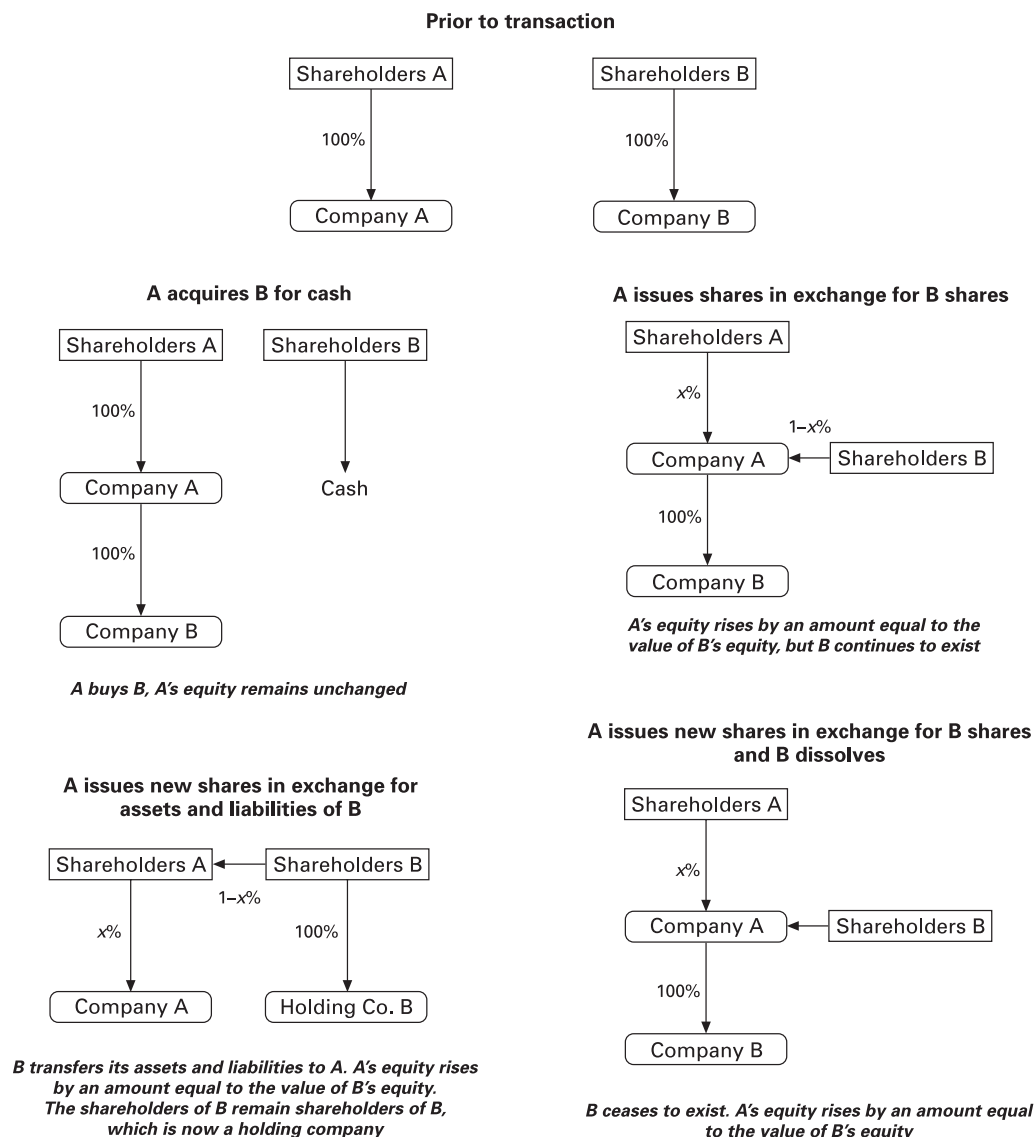 Prior to transaction
Shareholders A
Shareholders B
100%
100%
Company A
Company B
A acquires B for cash
Shareholders A
Shareholders B
100%
Company A
Cash
100%
Company B
A buys B, A's equity remains unchanged
A issues shares in exchange for B shares
Shareholders A
x%
1–x%
Company A
Shareholders B
100%
Company B
A's equity rises by an amount equal to the
value of B's equity, but B continues to exist
A issues new shares in exchange for
assets and liabilities of B
Shareholders A
Shareholders B
1–x%
x%
100%
Company A
Holding Co. B
B transfers its assets and liabilities to A. A's equity rises
by an amount equal to the value of B's equity.
The shareholders of B remain shareholders of B,
which is now a holding company
A issues new shares in exchange for B shares
and B dissolves
Shareholders A
x%
Company A
Shareholders B
100%
Company B
B ceases to exist. A's equity rises by an amount equal
to the value of B's equity